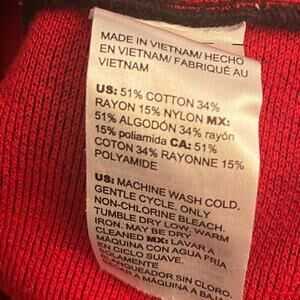 MADE IN VIETNAM/ HECHO
EN VIETNAM/ FABRIQUÉ AU
VIETNAM
US: 51% COTTON 34%
RAYON 15% NYLON MX:
51% ALGODÓN 34% rayón
15% poliamida CA: 51%
COTON 34% RAYONNE 15%
POLYAMIDE
US: MACHINE WASH COLD.
GENTLE CYCLE. ONLY
NON-CHLORINE BLEACH.
TUMBLE DRY LOW. WARM
IRON. MAY BE DRY
CLEANED MX: LAVAR A
MÁQUINA CON AGUA FRÍA
EN CICLO SUAVE.
SOLAMENTE
BLANQUEADOR SIN CLORO.
A MÁQUINA A BAJA